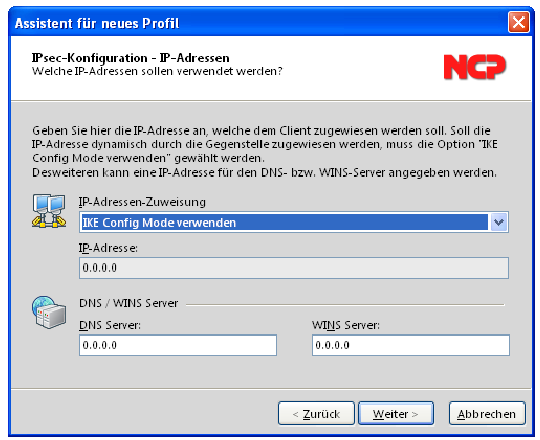 Assistent für neues Profil
IPsec-Konfiguration - IP-Adressen
Welche IP-Adressen sollen verwendet werden?
NCP
Geben Sie hier die IP-Adresse an, welche dem Client zugewiesen werden soll. Soll die
IP-Adresse dynamisch durch die Gegenstelle zugewiesen werden, muss die Option "IKE
Config Mode verwenden" gewählt werden.
Desweiteren kann eine IP-Adresse für den DNS- bzw. WINS-Server angegeben werden.
IP-Adressen-Zuweisung
IKE Config Mode verwenden
IP-Adresse:
0.0.0.0
DNS / WINS Server
DNS Server: WINS Server:
0.0.0.0 0.0.0.0
< Zurück Weiter > Abbrechen